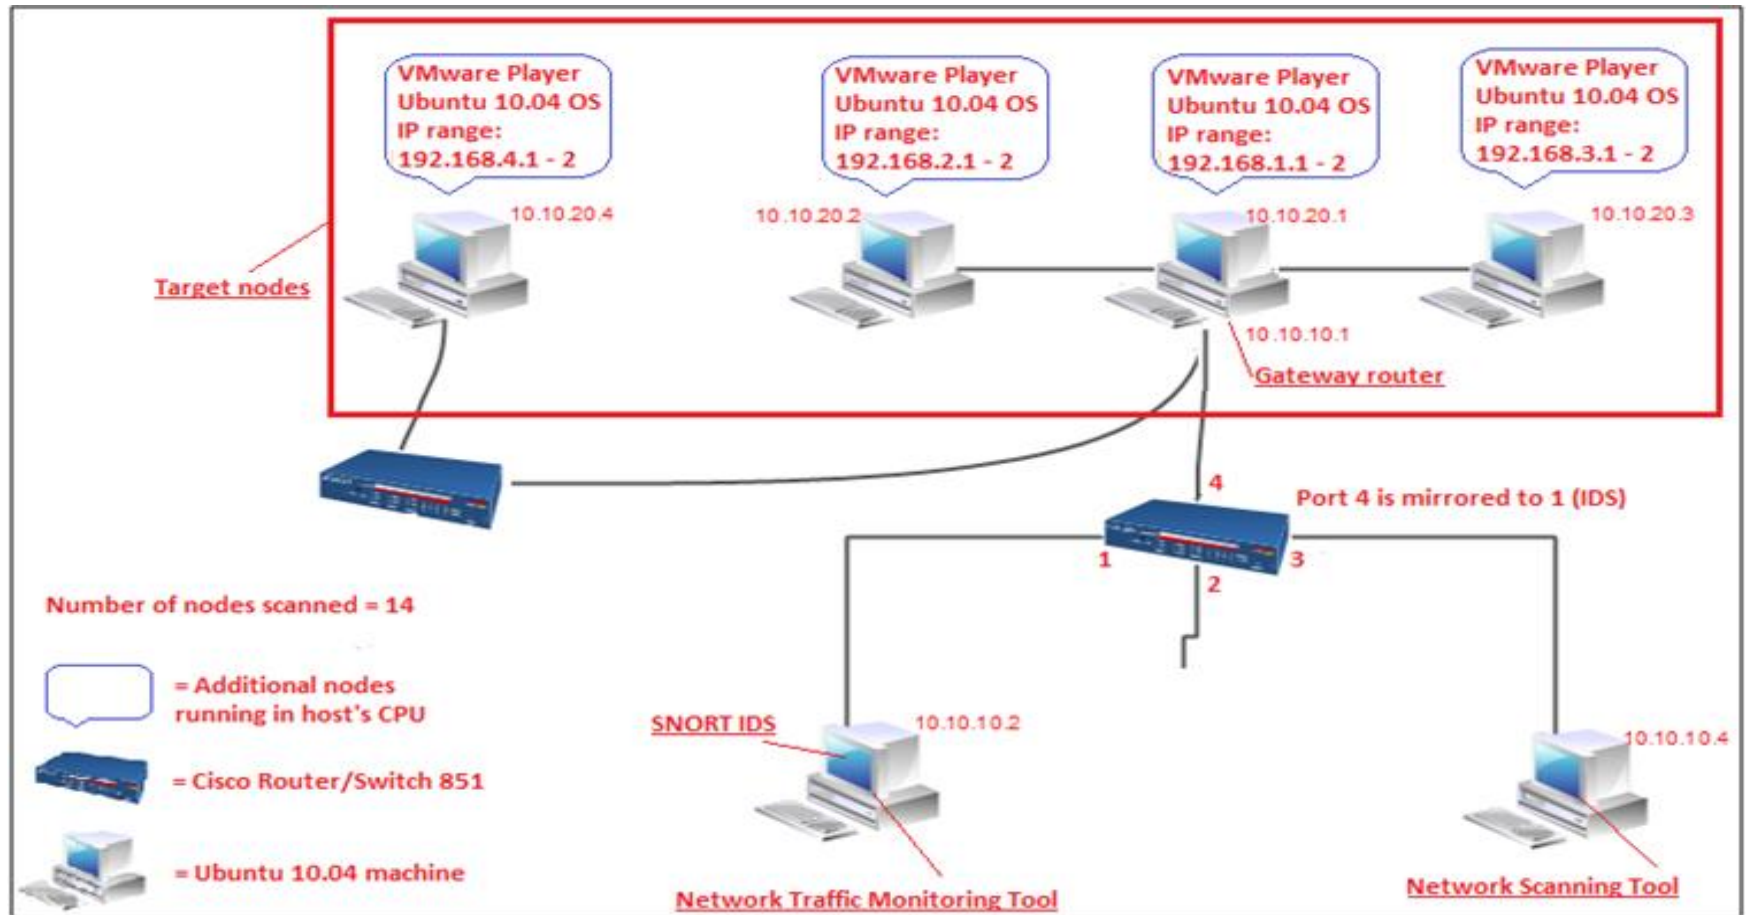 VMware Player
Ubuntu 10.04 OS
IP range:
192.168.4.1 - 2
VMware Player
Ubuntu 10.04 OS
IP range:
192.168.2.1 - 2
VMware Player
Ubuntu 10.04 OS
IP range:
192.168.1.1 - 2
VMware Player
Ubuntu 10.04 OS
IP range:
192.168.3.1 - 2
10.10.20.4
10.10.20.2
10.10.20.1
10.10.20.3
Target nodes
10.10.10.1
Gateway router
4
Port 4 is mirrored to 1 (IDS)
1
3
2
Number of nodes scanned = 14
= Additional nodes
running in host's CPU
SNORT IDS
10.10.10.2
10.10.10.4
= Cisco Router/Switch 851
= Ubuntu 10.04 machine
Network Traffic Monitoring Tool
Network Scanning Tool